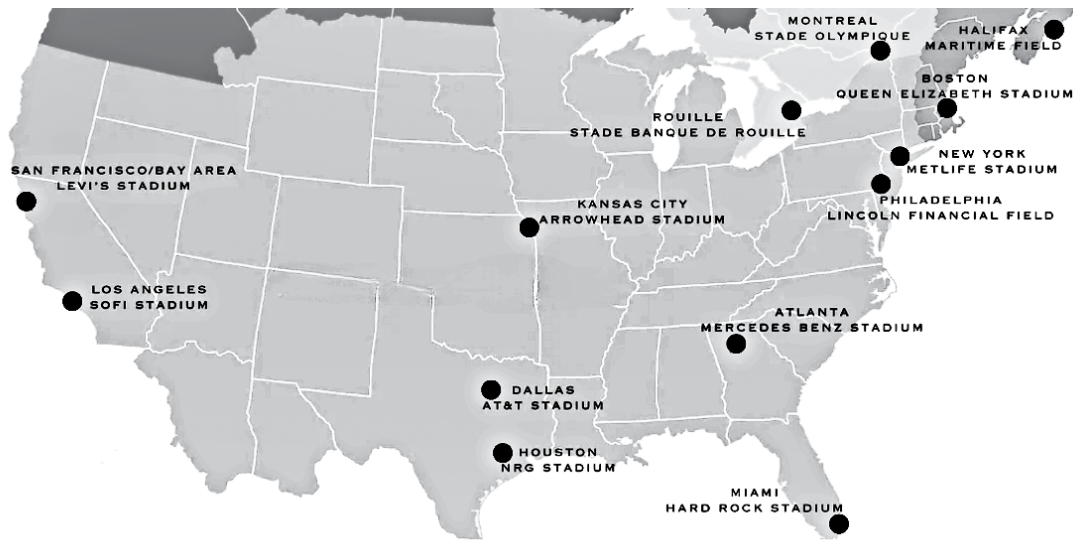 MONTREAL
STADE OLYMPIQUE
HALIFAX
MARITIME FIELD
BOSTON
QUEEN ELIZABETH STADIUM
ROUILLE
STADE BANQUE DE ROUILLE
NEW YORK
METLIFE STADIUM
SAN FRANCISCO/BAY AREA
LEVI'S STADIUM
PHILADELPHIA
LINCOLN FINANCIAL FIELD
KANSAS CITY
ARROWHEAD STADIUM
LOS ANGELES
SOFI STADIUM
ATLANTA
MERCEDES BENZ STADIUM
DALLAS
AT&T STADIUM
HOUSTON
NRG STADIUM
MIAMI
HARD ROCK STADIUM